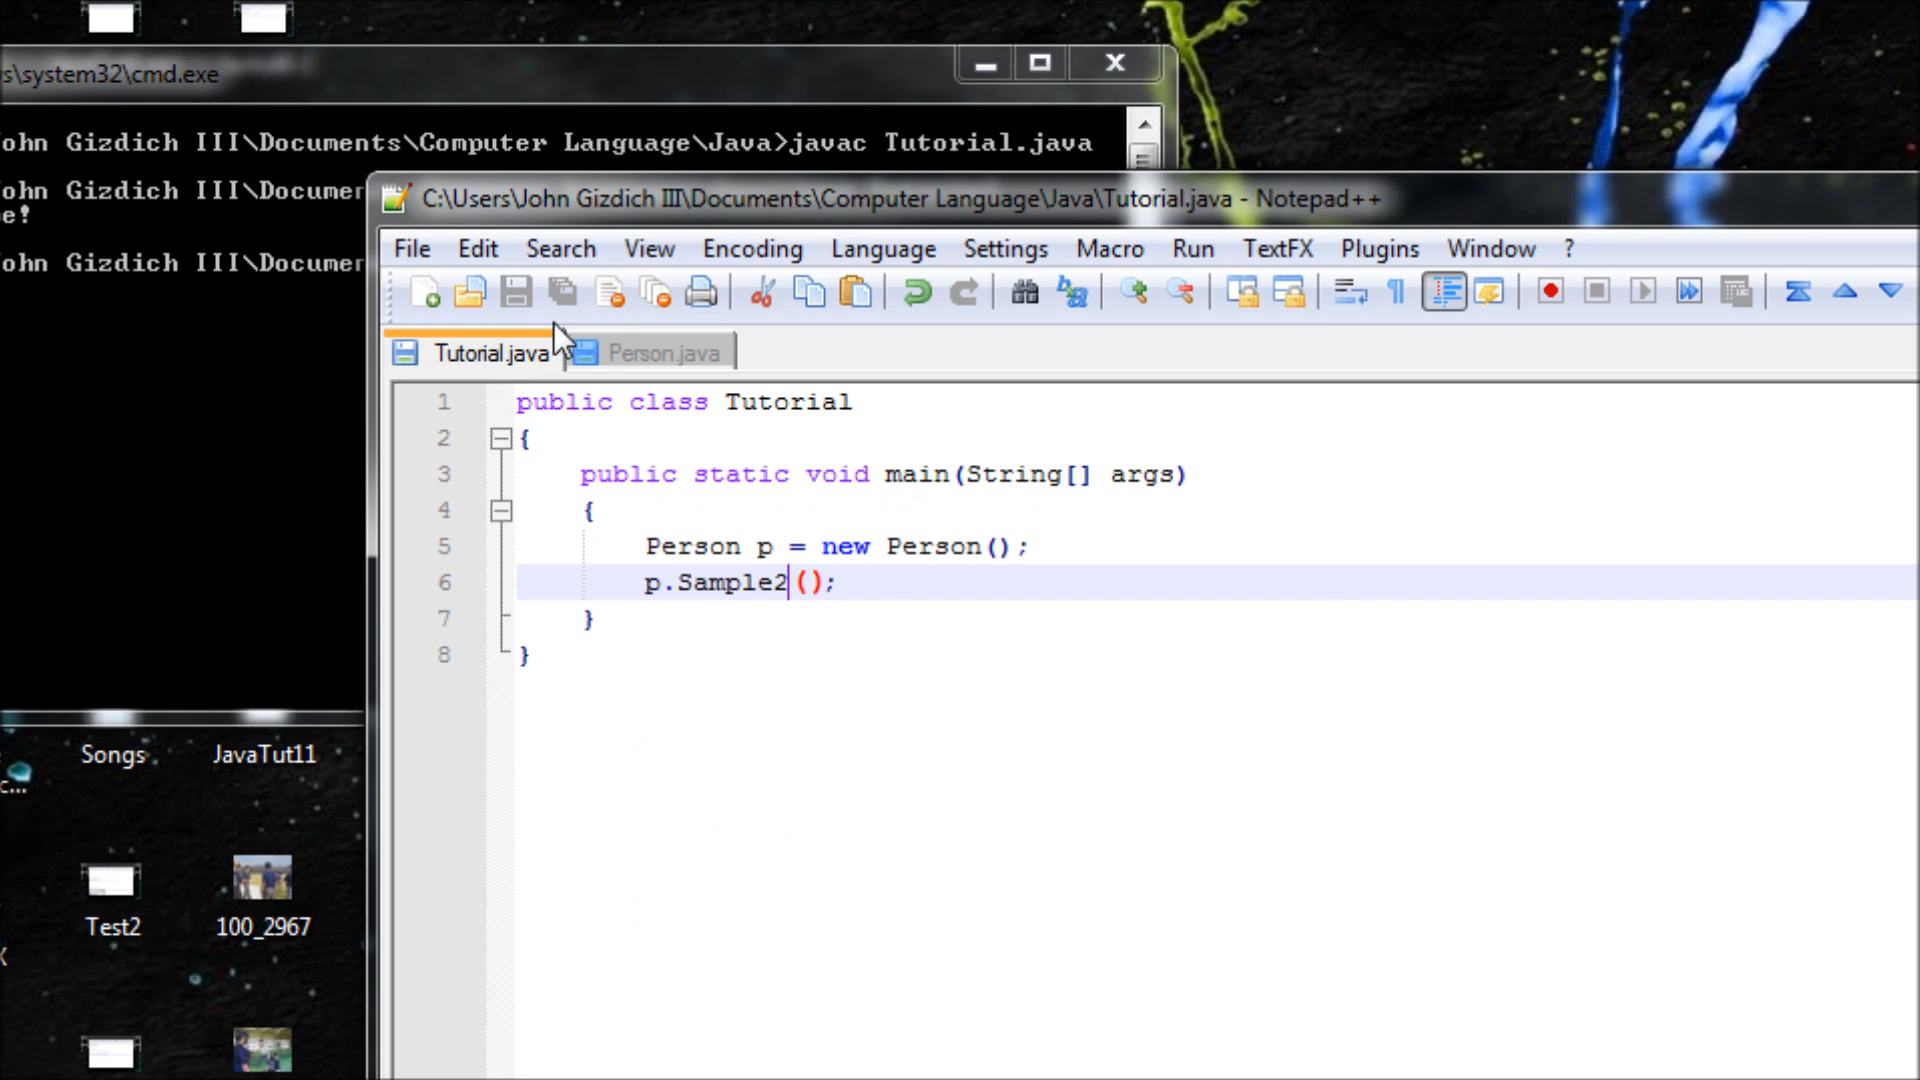 s\system32\cmd.exe
ohn Gizdich III\Documents\Computer Language\Java>javac Tutorial.java
ohn Gizdich III\Documen
e!
ohn Gizdich III\Documen
C:\Users\John Gizdich III\Documents\Computer Language\Java\Tutorial.java - Notepad++
File Edit Search View Encoding Language Settings Macro Run TextFX Plugins Window ?
Tutorial.java Person.java
1 public class Tutorial
2 {
3 public static void main(String[] args)
4 {
5 Person p = new Person();
6 p.Sample2();
7 }
8 }
Songs JavaTut11
c...
Test2 100_2967